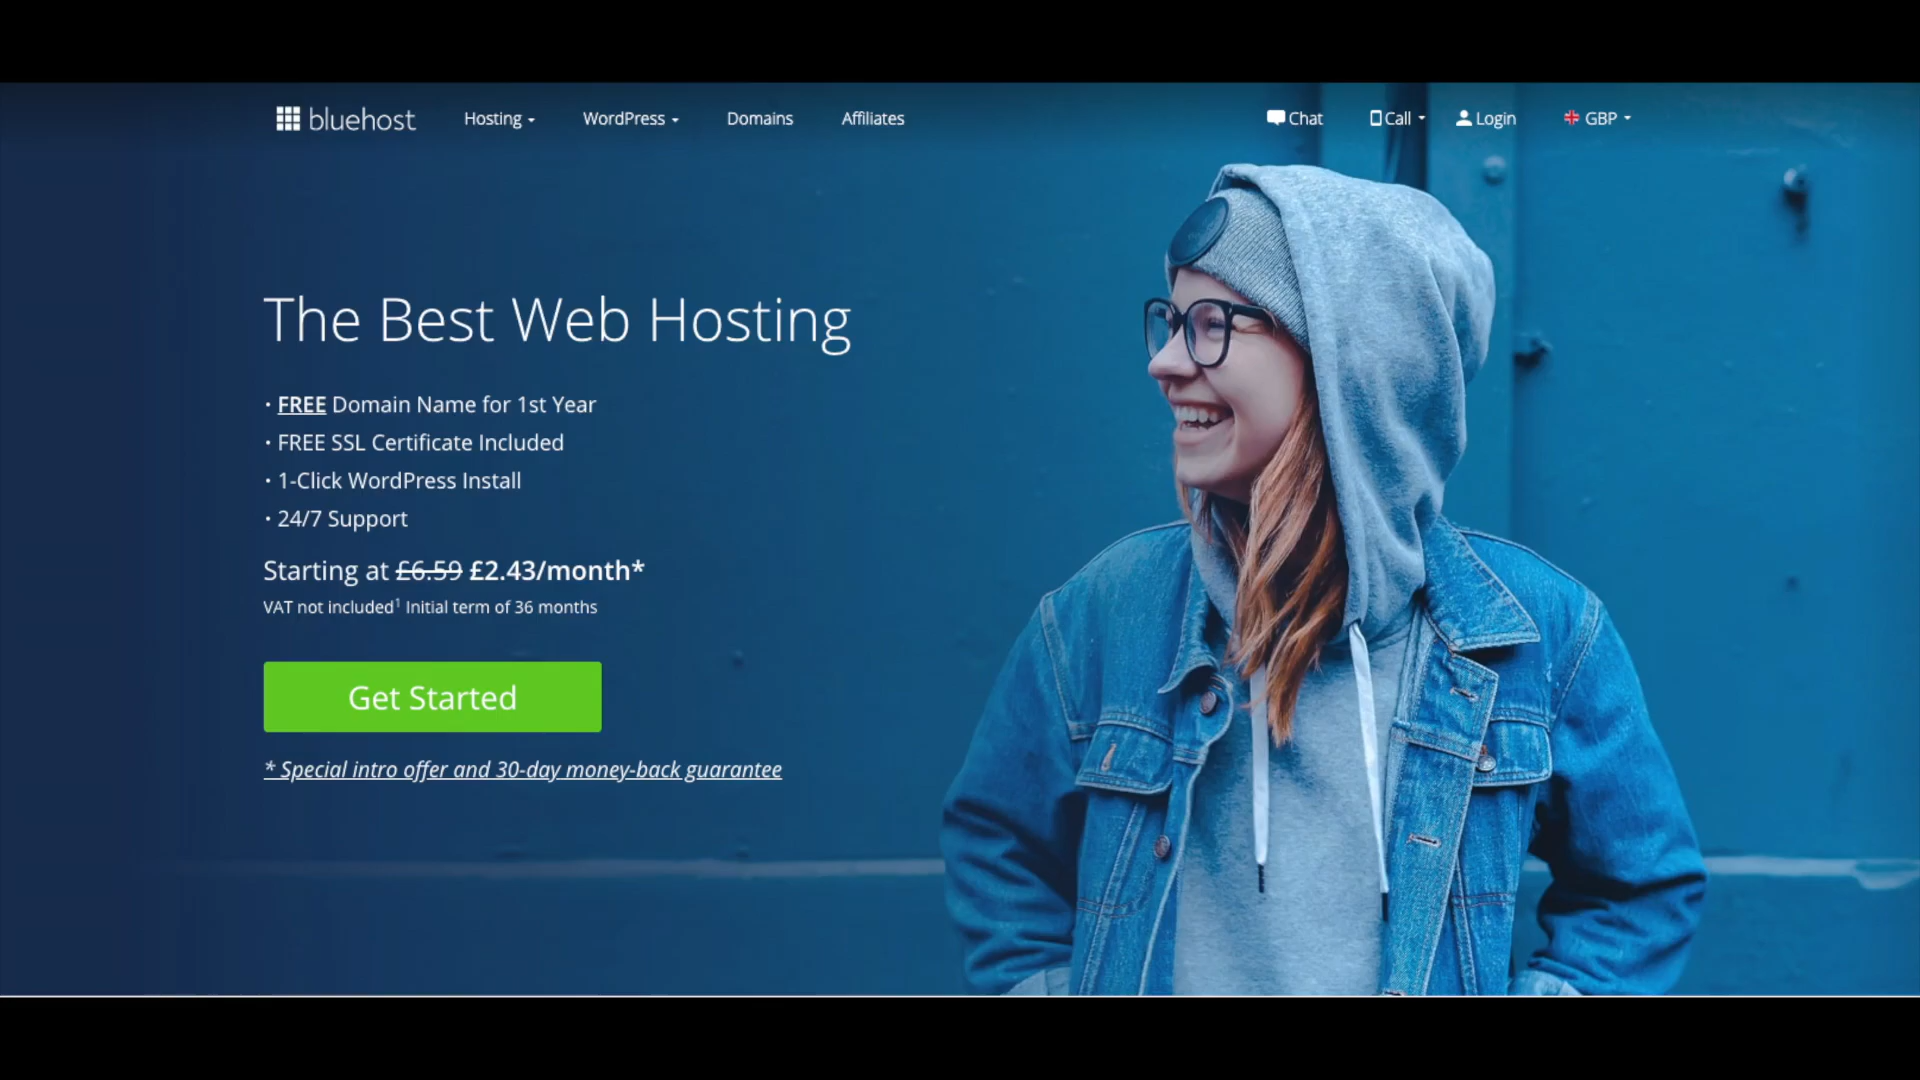 bluehost Hosting WordPress Domains Affiliates Chat Call Login GBP
The Best Web Hosting
· FREE Domain Name for 1st Year
· FREE SSL Certificate Included
· 1-Click WordPress Install
· 24/7 Support
Starting at £6.59 £2.43/month*
VAT not included¹ Initial term of 36 months
Get Started
* Special intro offer and 30-day money-back guarantee